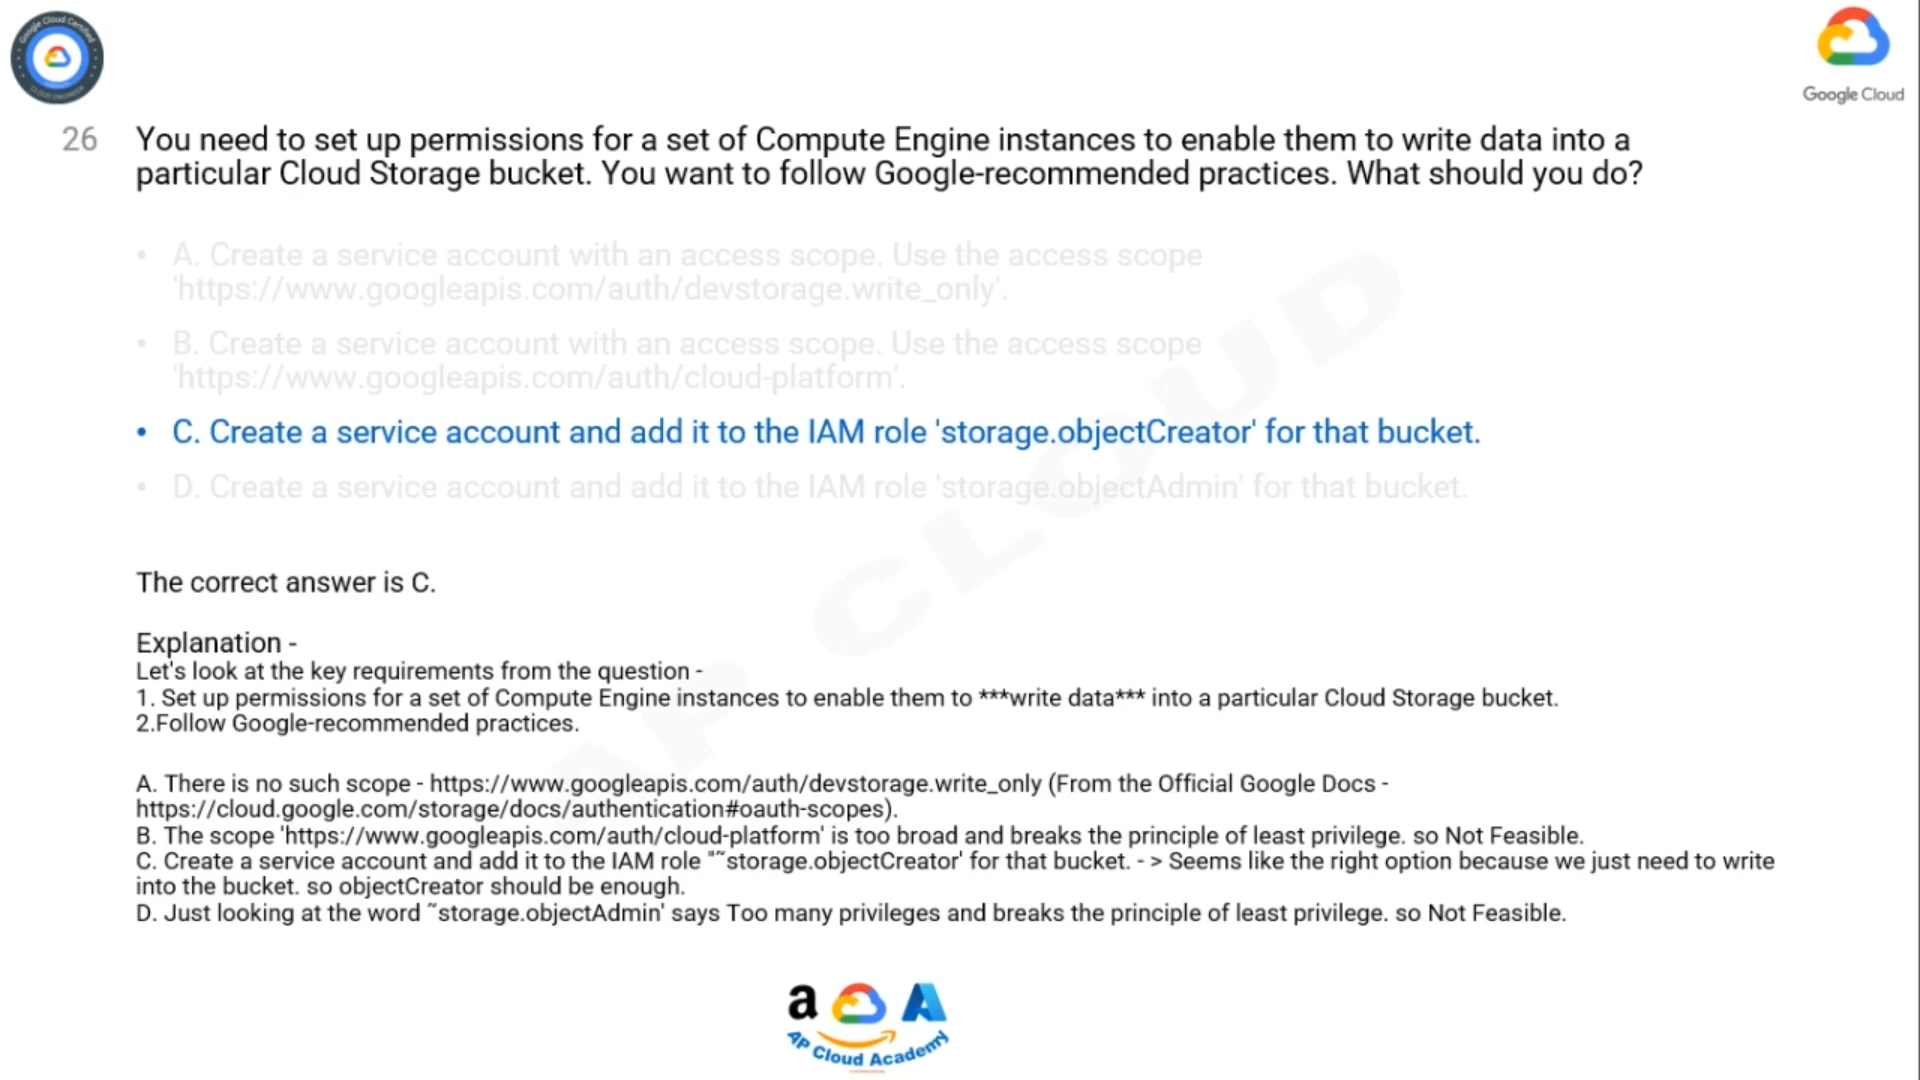 Google Cloud Certified
CLOUD ENGINEER
Google Cloud
26
You need to set up permissions for a set of Compute Engine instances to enable them to write data into a
particular Cloud Storage bucket. You want to follow Google-recommended practices. What should you do?
• A. Create a service account with an access scope. Use the access scope
'https://www.googleapis.com/auth/devstorage.write_only'.
• B. Create a service account with an access scope. Use the access scope
'https://www.googleapis.com/auth/cloud-platform'.
• C. Create a service account and add it to the IAM role 'storage.objectCreator' for that bucket.
• D. Create a service account and add it to the IAM role 'storage.objectAdmin' for that bucket.
AP CLOUD
The correct answer is C.
Explanation -
Let's look at the key requirements from the question -
1. Set up permissions for a set of Compute Engine instances to enable them to ***write data*** into a particular Cloud Storage bucket.
2.Follow Google-recommended practices.
A. There is no such scope - https://www.googleapis.com/auth/devstorage.write_only (From the Official Google Docs -
https://cloud.google.com/storage/docs/authentication#oauth-scopes).
B. The scope 'https://www.googleapis.com/auth/cloud-platform' is too broad and breaks the principle of least privilege. so Not Feasible.
C. Create a service account and add it to the IAM role "˜storage.objectCreator' for that bucket. - > Seems like the right option because we just need to write
into the bucket. so objectCreator should be enough.
D. Just looking at the word ˜storage.objectAdmin' says Too many privileges and breaks the principle of least privilege. so Not Feasible.
a
AP Cloud Academy